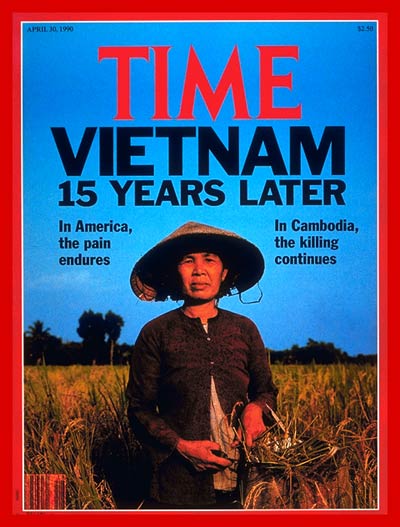 APRIL 30, 1990
$2.50
TIME
VIETNAM
15 YEARS LATER
In America,
the pain
endures
In Cambodia,
the killing
continues